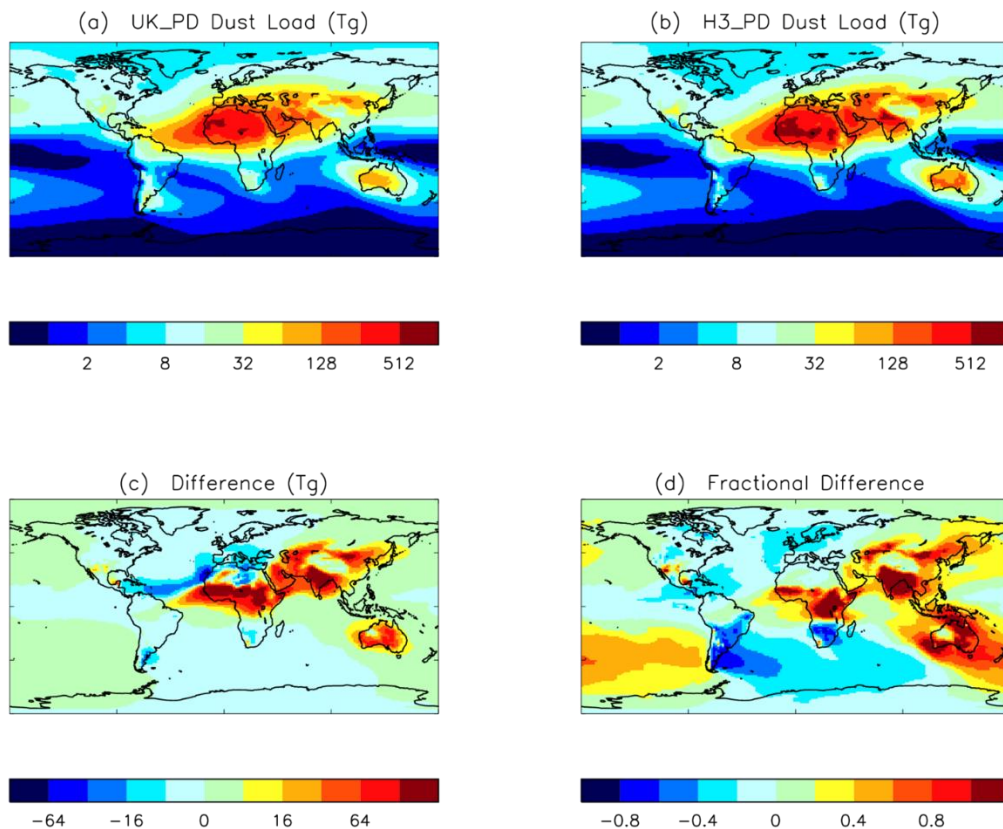 (a) UK_PD Dust Load (Tg)
(b) H3_PD Dust Load (Tg)
2 8 32 128 512
2 8 32 128 512
(c) Difference (Tg)
(d) Fractional Difference
-64 -16 0 16 64
-0.8 -0.4 0 0.4 0.8